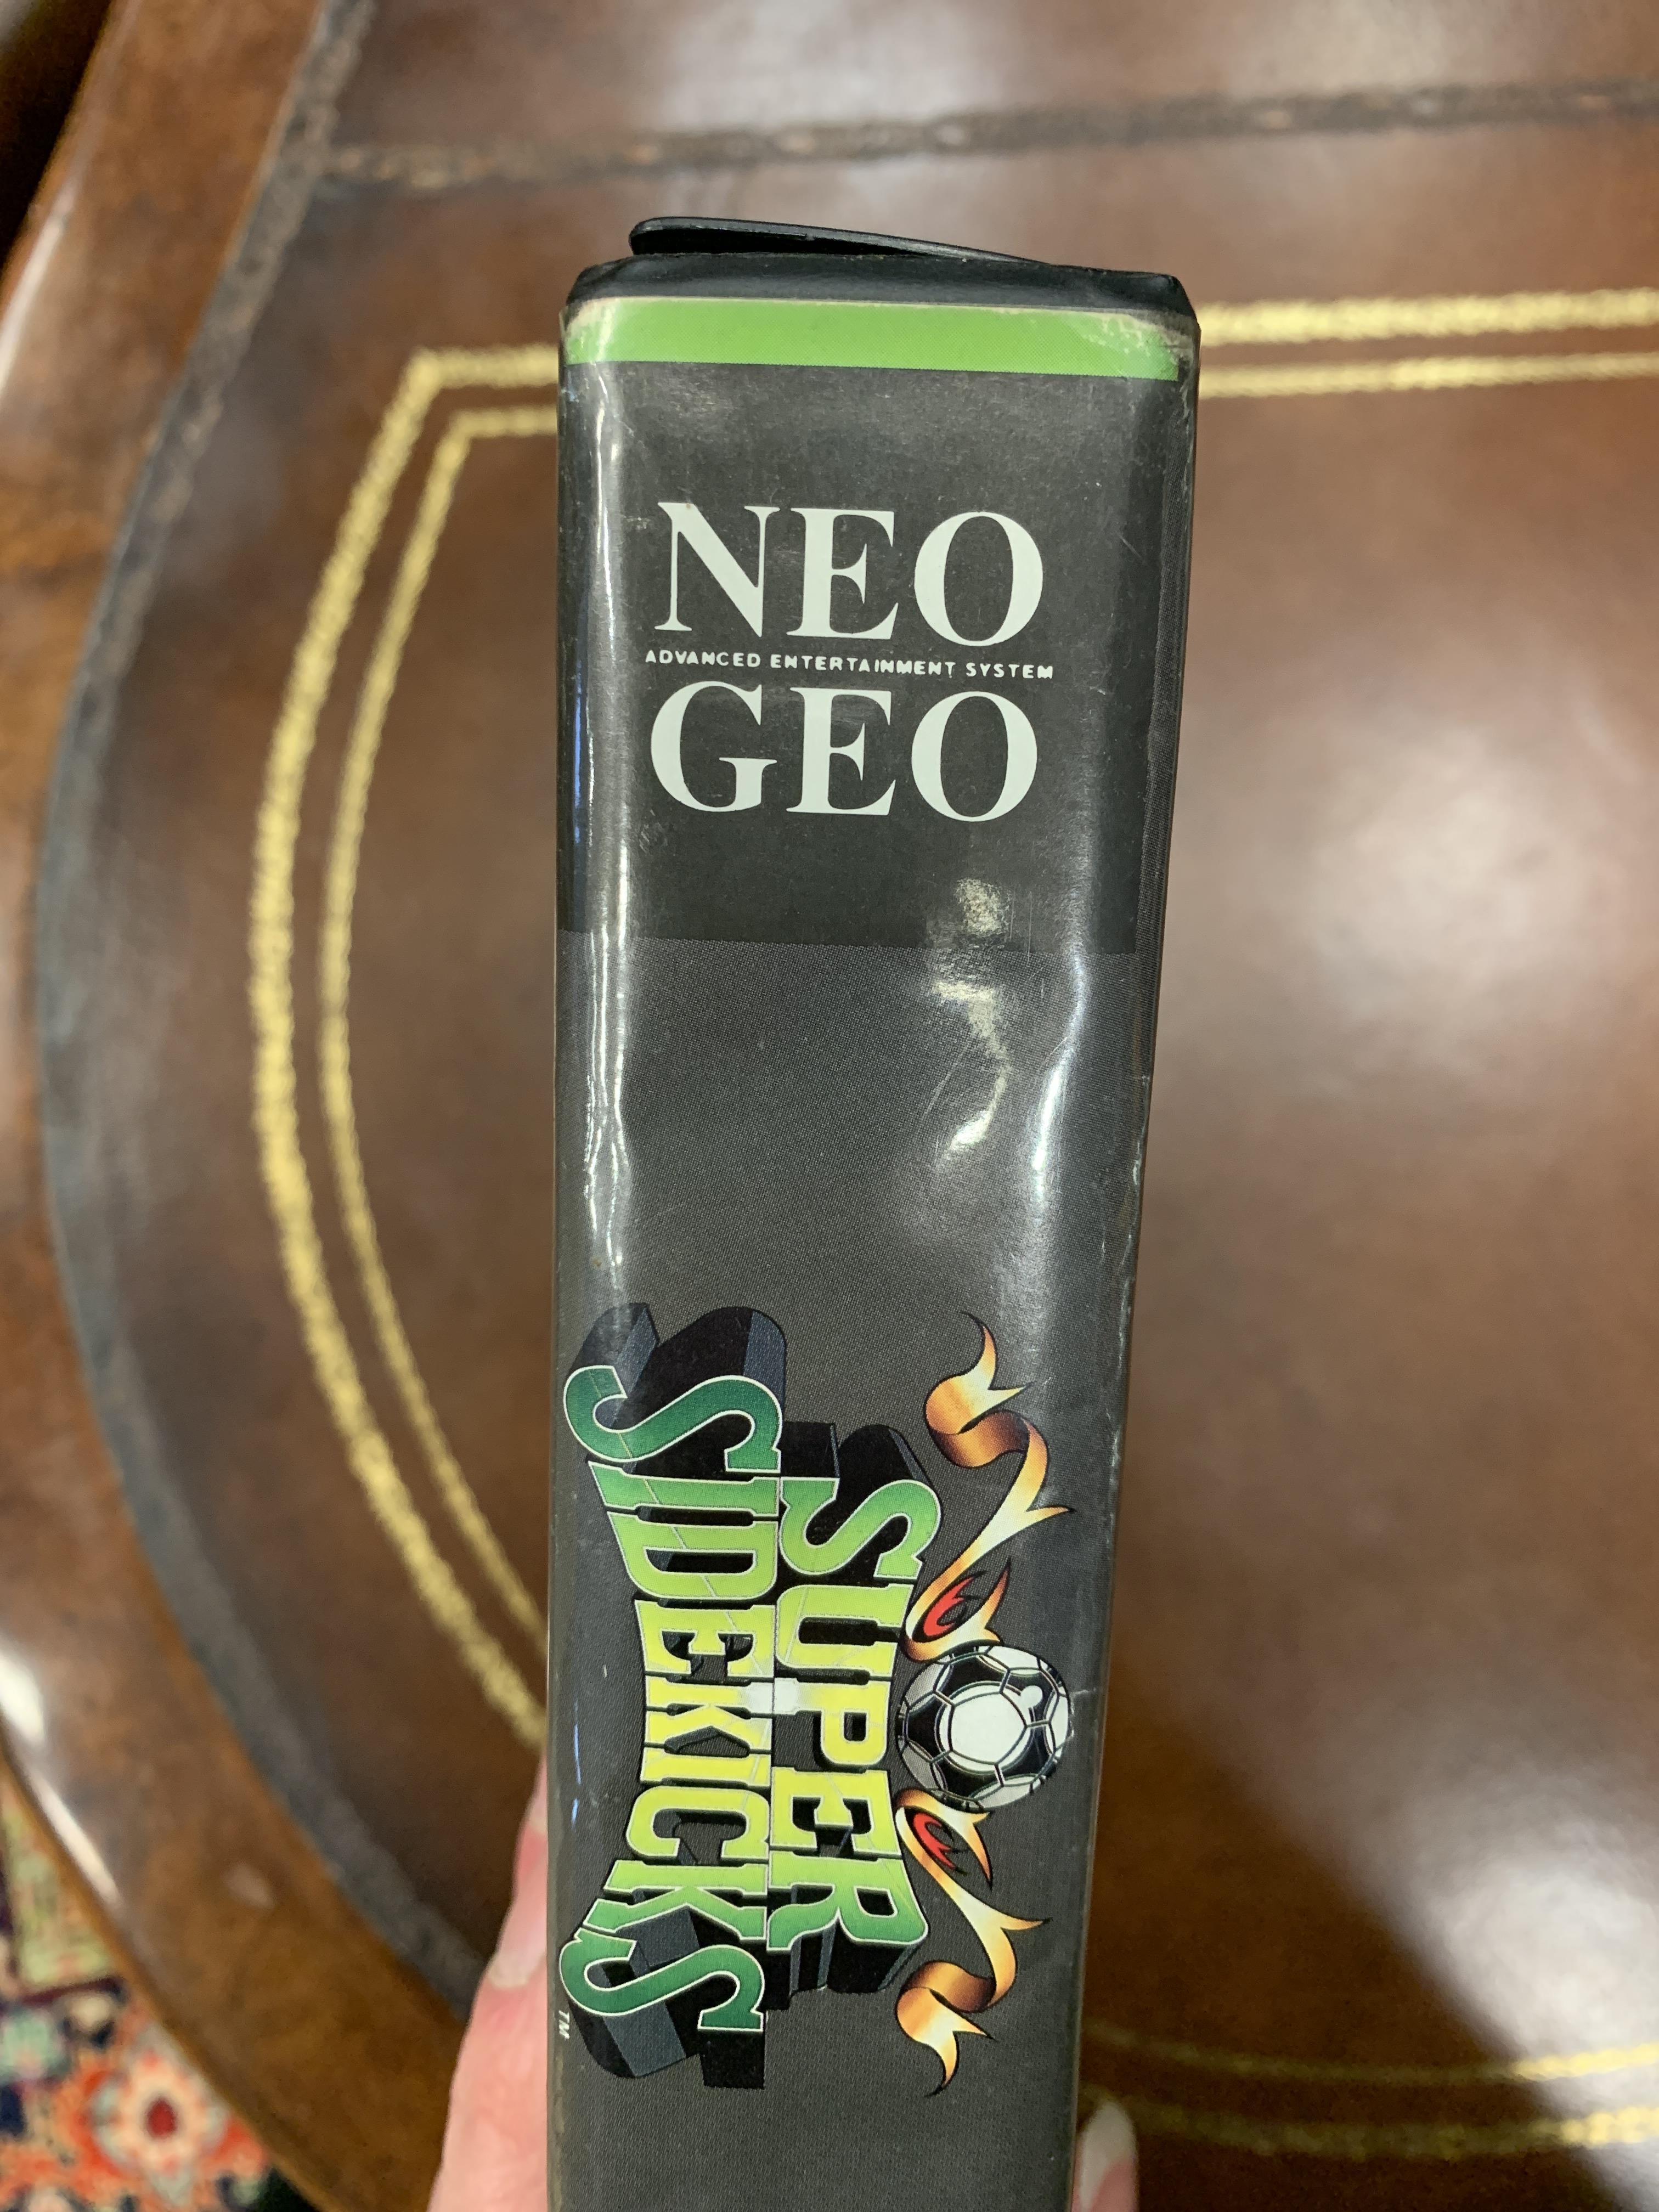 NEO
ADVANCED ENTERTAINMENT SYSTEM
GEO
SUPER
SIDEKICKS
TM